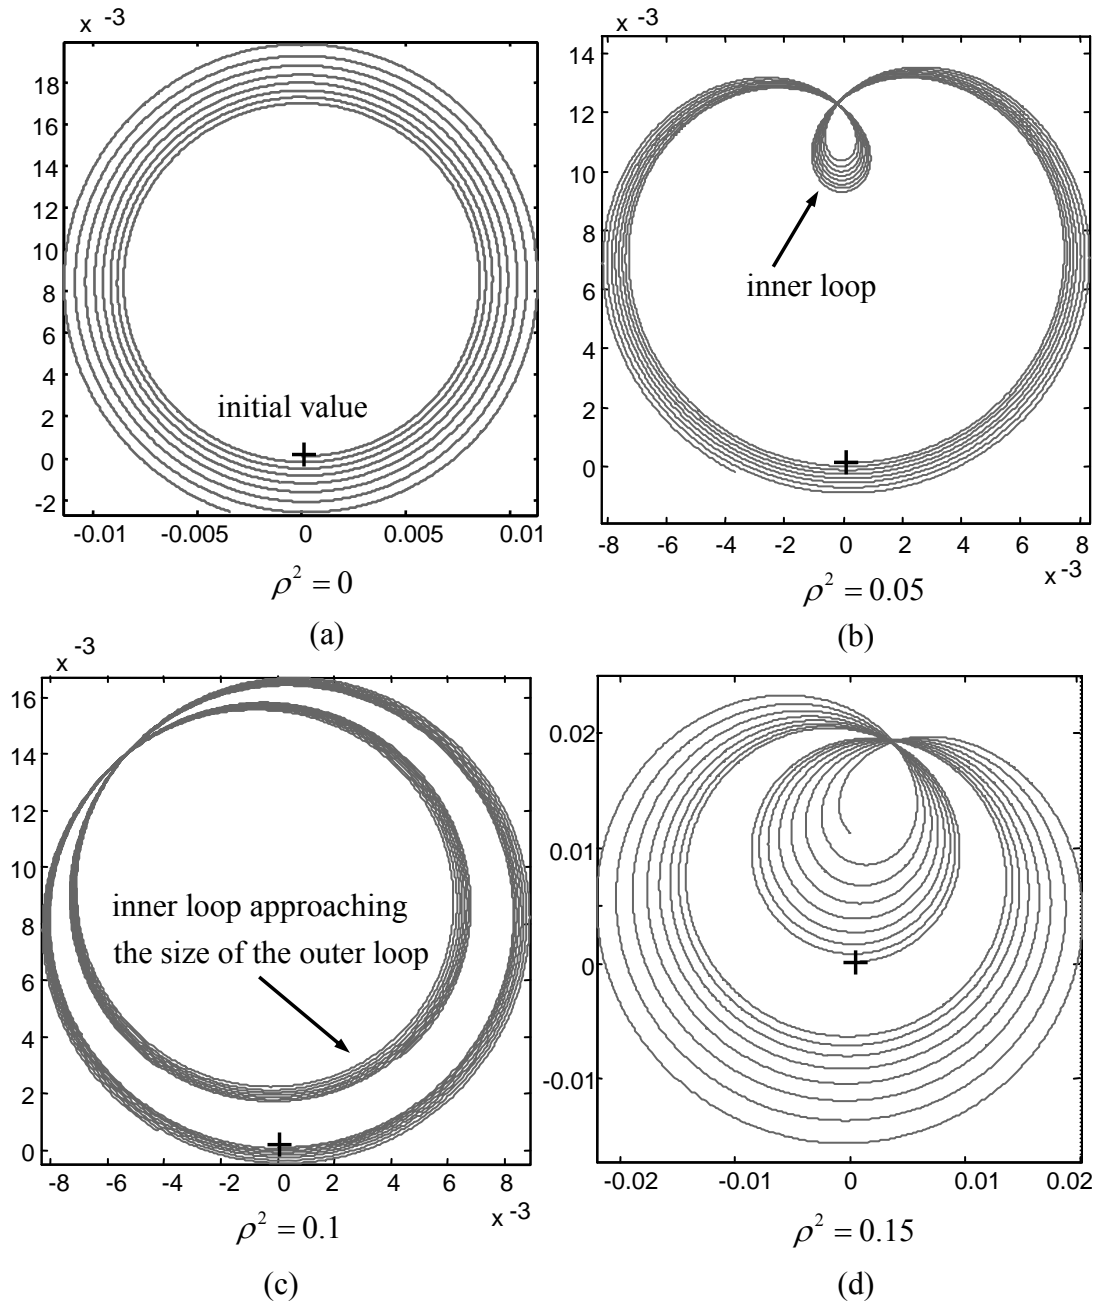 x -3
18
16
14
12
10
8
6
4
2
0
-2
initial value
-0.01 -0.005 0 0.005 0.01
ρ² = 0
(a)
x -3
14
12
10
8
6
4
2
0
inner loop
-8 -6 -4 -2 0 2 4 6 8
x -3
ρ² = 0.05
(b)
x -3
16
14
12
10
8
6
4
2
0
inner loop approaching
the size of the outer loop
-8 -6 -4 -2 0 2 4 6 8
x -3
ρ² = 0.1
(c)
0.02
0.01
0
-0.01
-0.02 -0.01 0 0.01 0.02
ρ² = 0.15
(d)